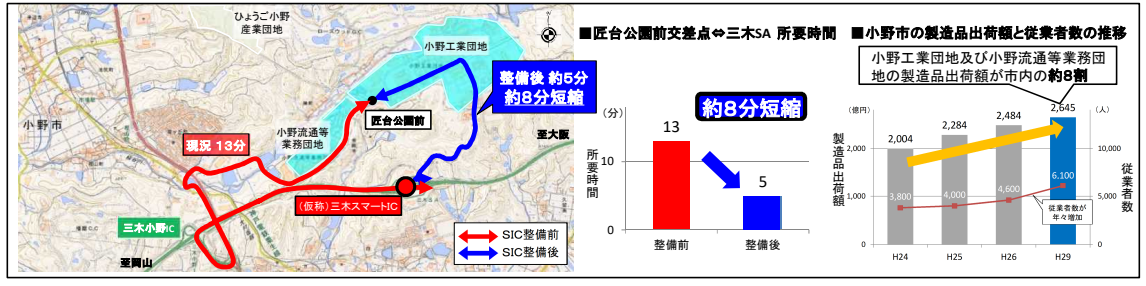 ひょうご小野
産業団地
小野工業団地
整備後 約5分
約8分短縮
匠台公園前
小野市
小野流通等
業務団地
現況 13分
至大阪
(仮称)三木スマートIC
三木SA
三木小野IC
至岡山
SIC整備前
SIC整備後
■匠台公園前交差点⇔三木SA 所要時間
(分)
約8分短縮
所要時間
10
0
13
5
整備前
整備後
■小野市の製造品出荷額と従業者数の推移
小野工業団地及び小野流通等業務団
地の製造品出荷額が市内の約8割
(億円)
(人)
製造品出荷額
従業者数
2,000
1,000
0
10,000
5,000
0
2,004
2,284
2,484
2,645
3,800
4,000
4,600
6,100
従業者数が
年々増加
H24
H25
H26
H29